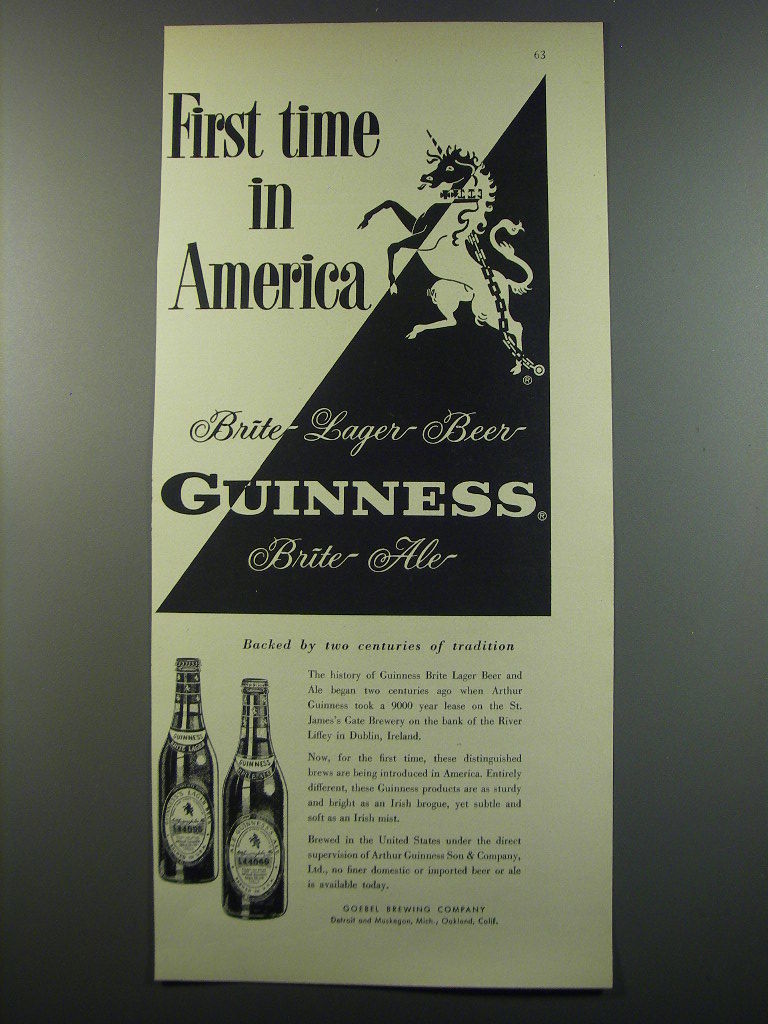 63
First time
in
America
®
Brite Lager Beer
GUINNESS®
Brite Ale
Backed by two centuries of tradition
The history of Guinness Brite Lager Beer and
Ale began two centuries ago when Arthur
Guinness took a 9000 year lease on the St.
James's Gate Brewery on the bank of the River
Liffey in Dublin, Ireland.
Now, for the first time, these distinguished
brews are being introduced in America. Entirely
different, these Guinness products are as sturdy
and bright as an Irish brogue, yet subtle and
soft as an Irish mist.
Brewed in the United States under the direct
supervision of Arthur Guinness Son & Company,
Ltd., no finer domestic or imported beer or ale
is available today.
GOEBEL BREWING COMPANY
Detroit and Muskegon, Mich., Oakland, Calif.
GUINNESS
BRITE LAGER
GUINNESS